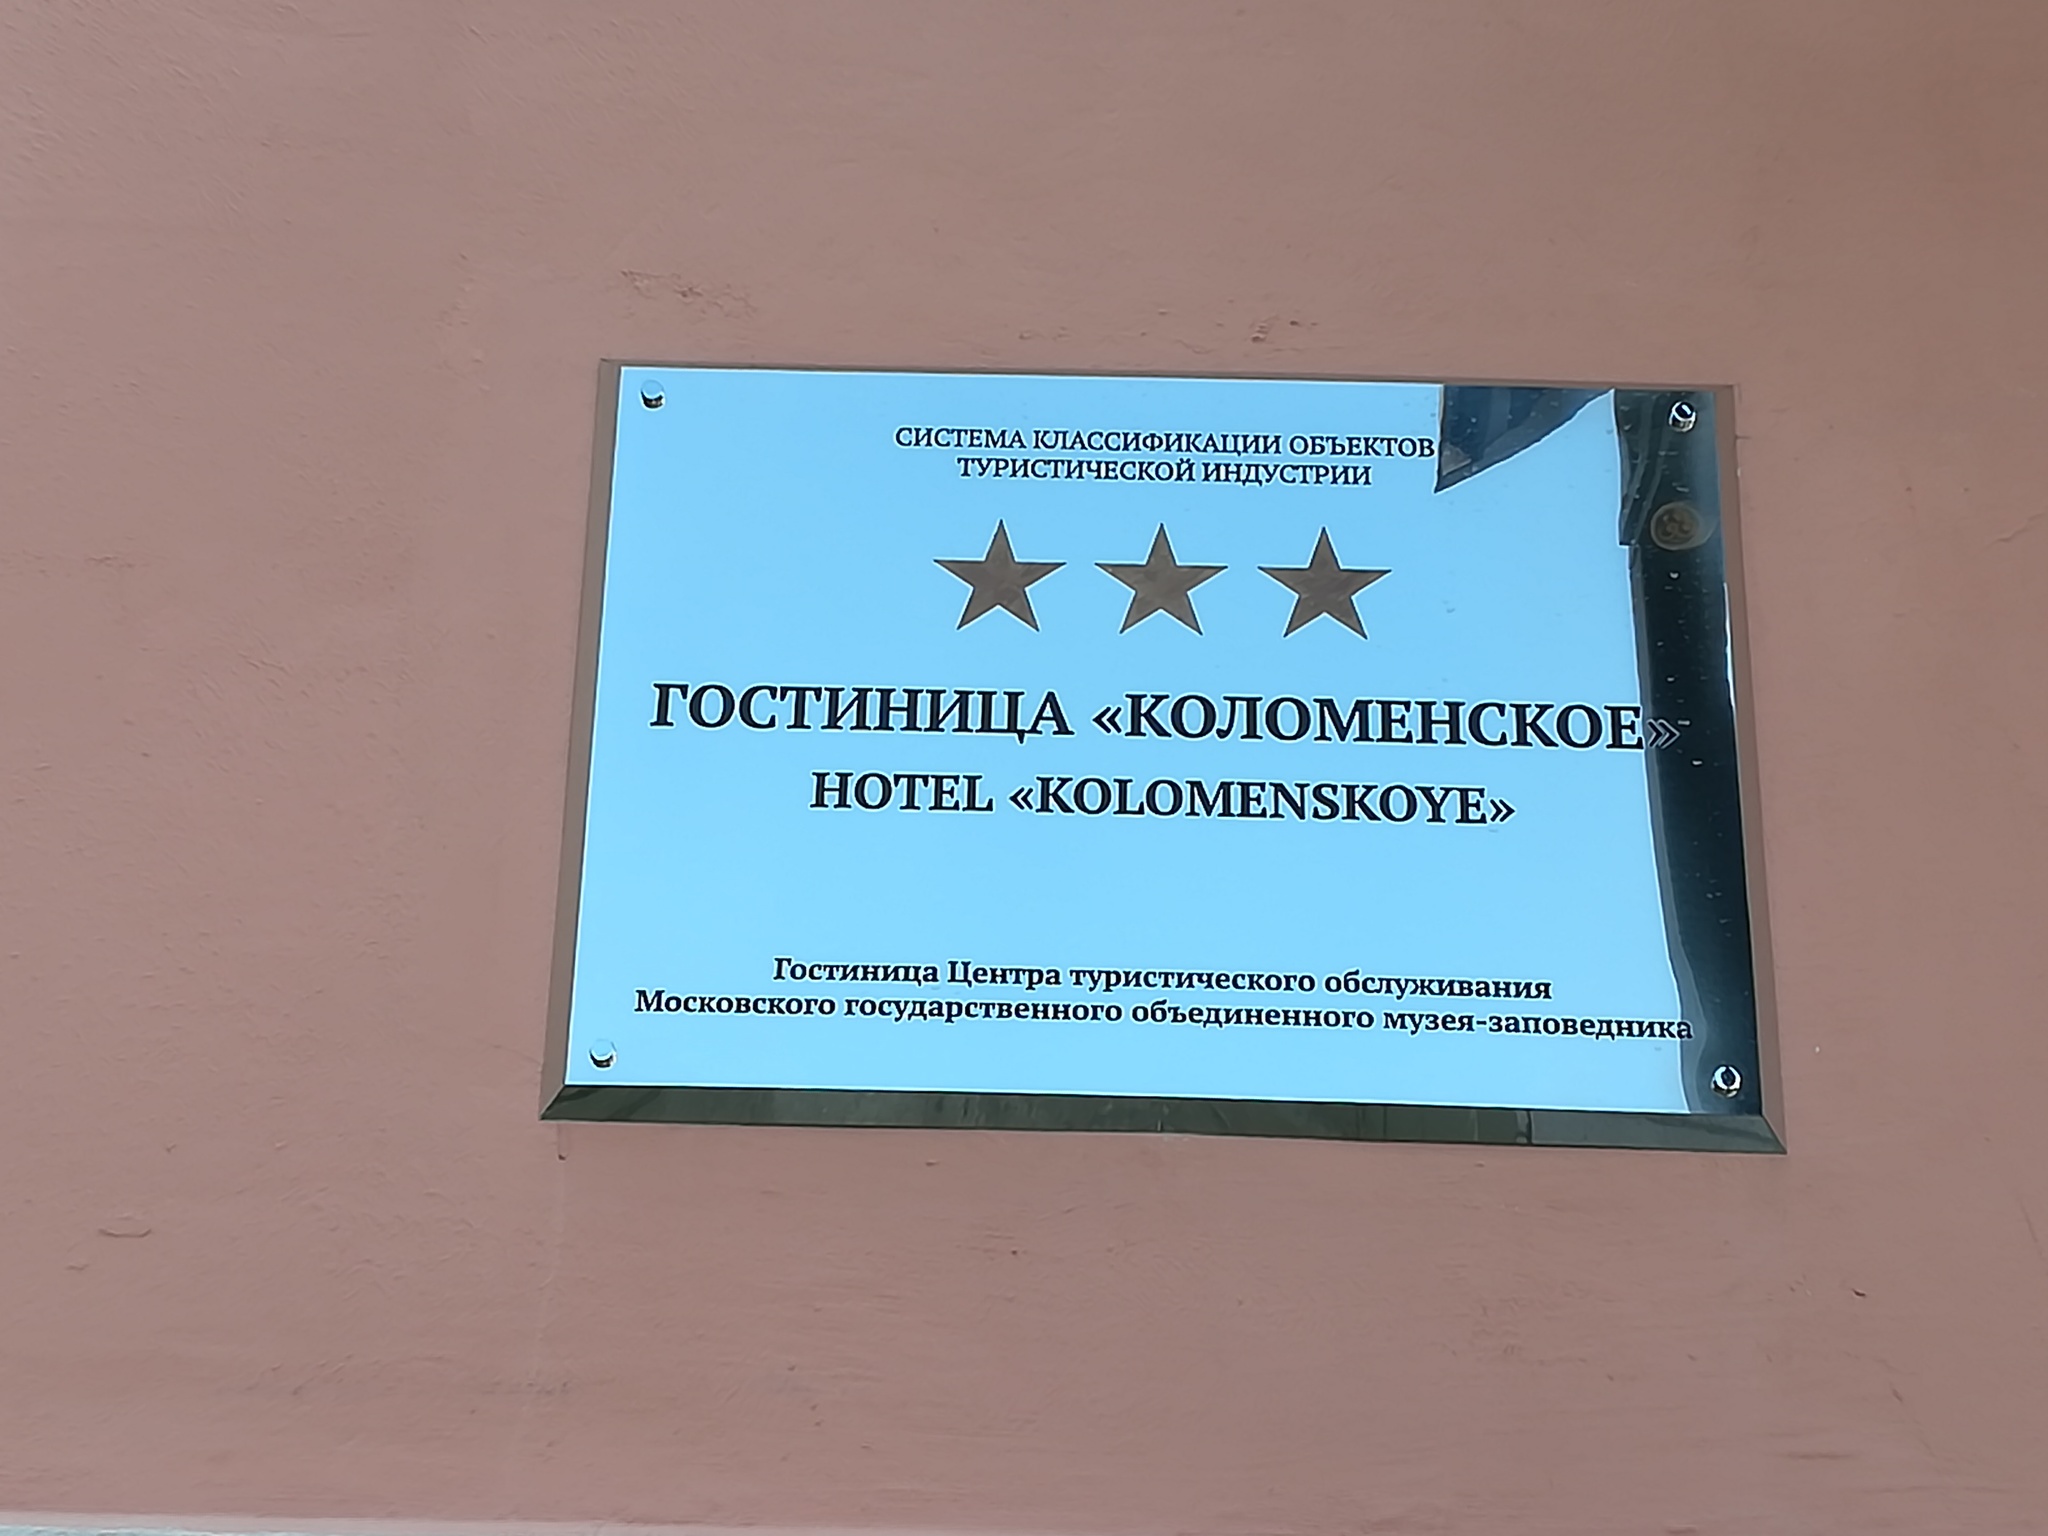 СИСТЕМА КЛАССИФИКАЦИИ ОБЪЕКТОВ
ТУРИСТИЧЕСКОЙ ИНДУСТРИИ
ГОСТИНИЦА «КОЛОМЕНСКОЕ»
HOTEL «KOLOMENSKOYE»
Гостиница Центра туристического обслуживания
Московского государственного объединенного музея-заповедника